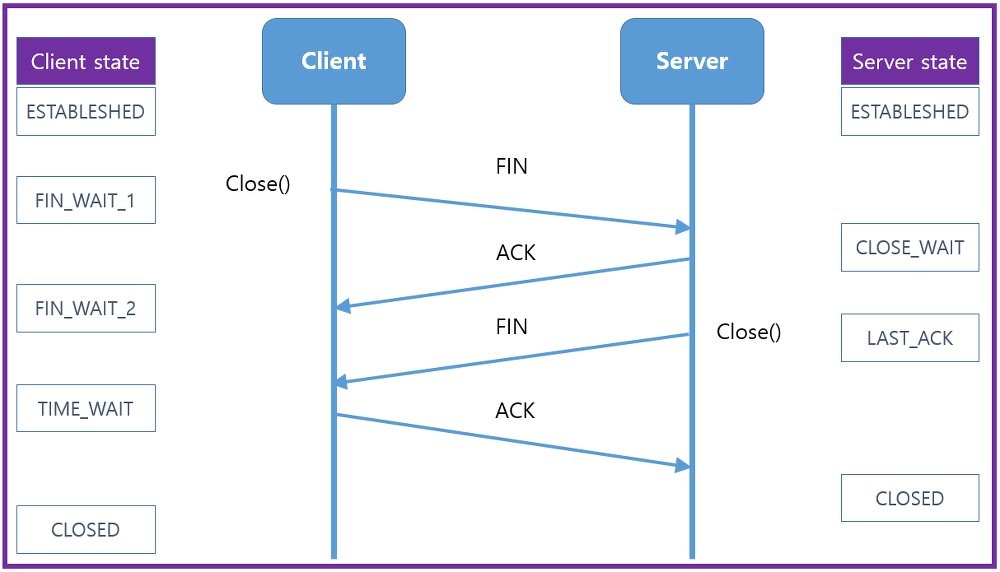 Client state
Client
Server
Server state
ESTABLESHED
ESTABLESHED
FIN
Close()
FIN_WAIT_1
ACK
CLOSE_WAIT
FIN_WAIT_2
FIN
Close()
LAST_ACK
TIME_WAIT
ACK
CLOSED
CLOSED